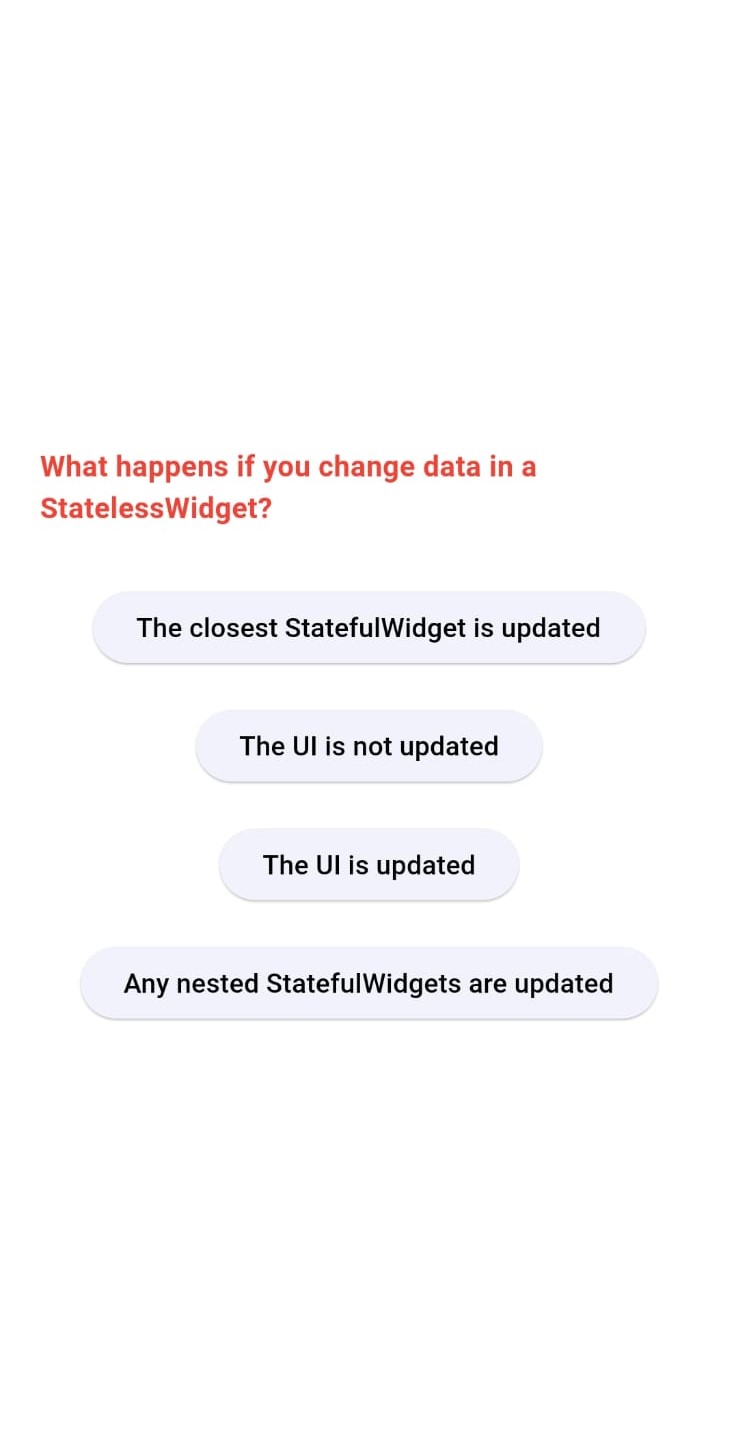 What happens if you change data in a
StatelessWidget?
The closest StatefulWidget is updated
The UI is not updated
The UI is updated
Any nested StatefulWidgets are updated